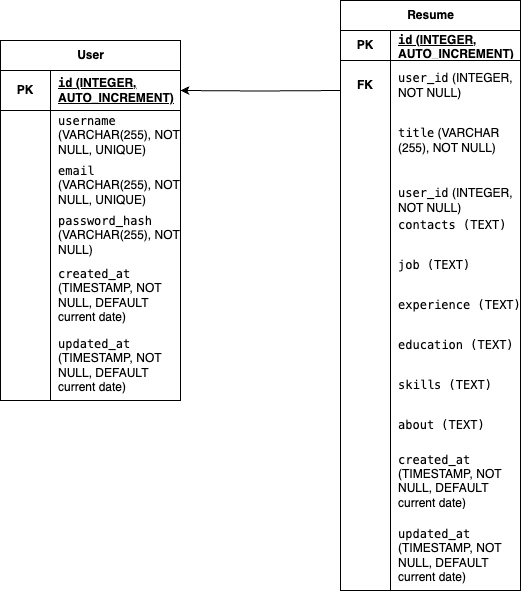 User
PK
id (INTEGER,
AUTO_INCREMENT)
username
(VARCHAR(255), NOT
NULL, UNIQUE)
email
(VARCHAR(255), NOT
NULL, UNIQUE)
password_hash
(VARCHAR(255), NOT
NULL)
created_at
(TIMESTAMP, NOT
NULL, DEFAULT
current date)
updated_at
(TIMESTAMP, NOT
NULL, DEFAULT
current date)
Resume
PK
id (INTEGER,
AUTO_INCREMENT)
FK
user_id (INTEGER,
NOT NULL)
title (VARCHAR
(255), NOT NULL)
user_id (INTEGER,
NOT NULL)
contacts (TEXT)
job (TEXT)
experience (TEXT)
education (TEXT)
skills (TEXT)
about (TEXT)
created_at
(TIMESTAMP, NOT
NULL, DEFAULT
current date)
updated_at
(TIMESTAMP, NOT
NULL, DEFAULT
current date)